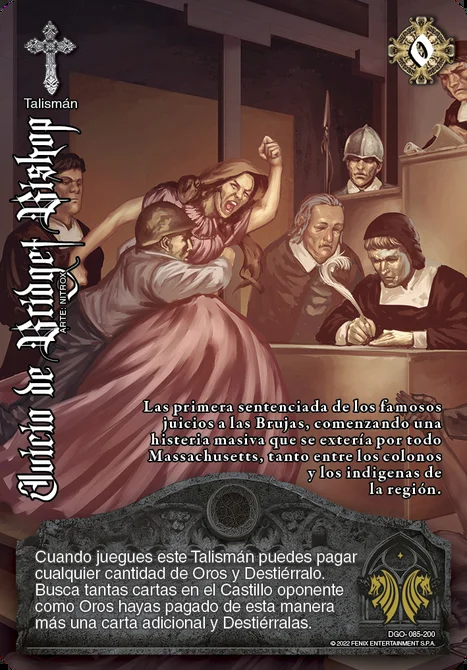 0
Talismán
Juicio de Bridget Bishop
ARTE: NITROX
Las primera sentenciada de los famosos
juicios a las Brujas, comenzando una
histeria masiva que se extería por todo
Massachusetts, tanto entre los colonos
y los indigenas de
la región.
Cuando juegues este Talismán puedes pagar
cualquier cantidad de Oros y Destiérralo.
Busca tantas cartas en el Castillo oponente
como Oros hayas pagado de esta manera
más una carta adicional y Destiérralas.
DGO- 085-200
© 2022 FENIX ENTERTAINMENT S.P.A.